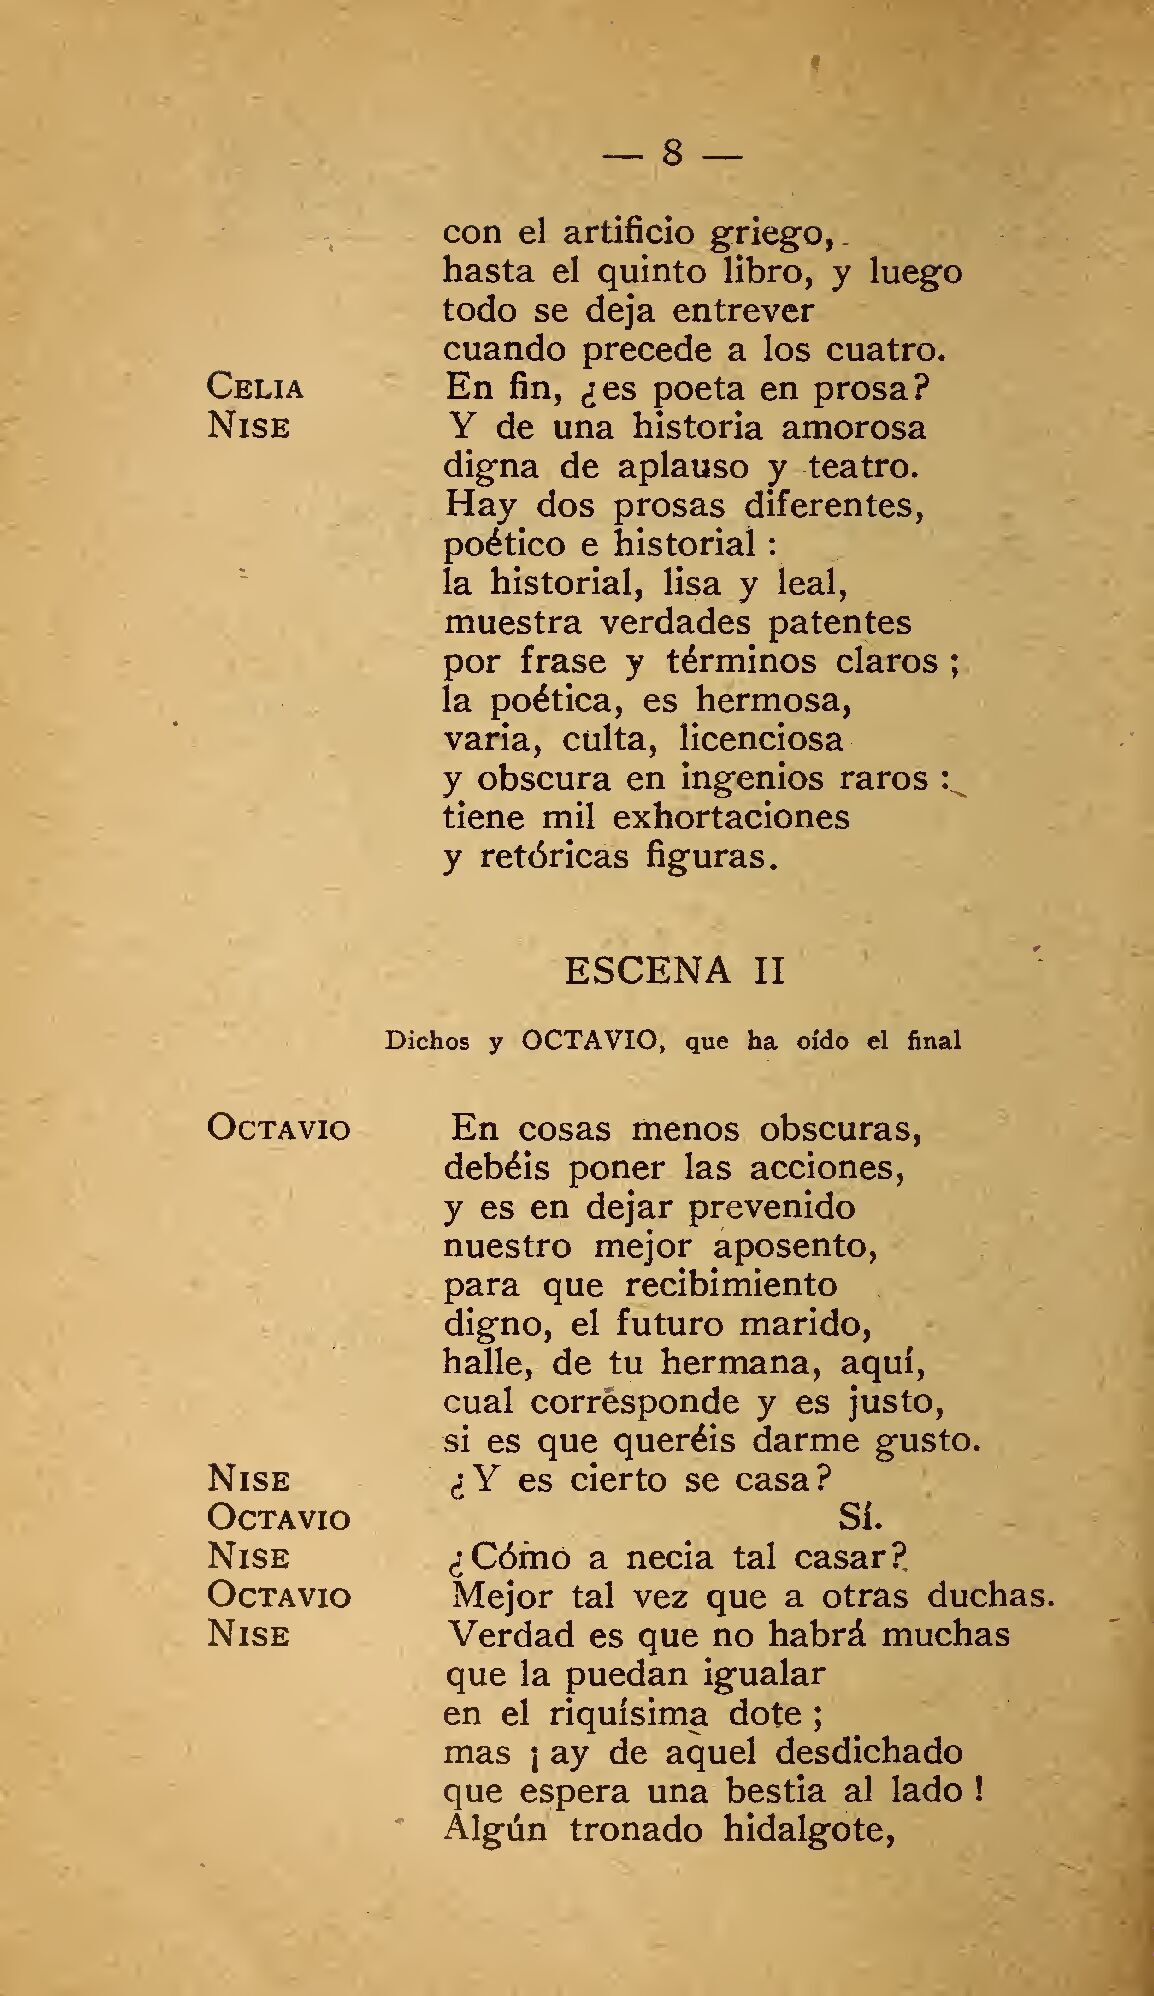 — 8 —
con el artificio griego,
hasta el quinto libro, y luego
todo se deja entrever
cuando precede a los cuatro.
CELIA En fin, ¿es poeta en prosa?
NISE Y de una historia amorosa
digna de aplauso y teatro.
Hay dos prosas diferentes,
poético e historial :
la historial, lisa y leal,
muestra verdades patentes
por frase y términos claros ;
la poética, es hermosa,
varia, culta, licenciosa
y obscura en ingenios raros :
tiene mil exhortaciones
y retóricas figuras.
ESCENA II
Dichos y OCTAVIO, que ha oído el final
OCTAVIO En cosas menos obscuras,
debéis poner las acciones,
y es en dejar prevenido
nuestro mejor aposento,
para que recibimiento
digno, el futuro marido,
halle, de tu hermana, aquí,
cual corresponde y es justo,
si es que queréis darme gusto.
NISE ¿Y es cierto se casa?
OCTAVIO Sí.
NISE ¿Cómo a necia tal casar?
OCTAVIO Mejor tal vez que a otras duchas.
NISE Verdad es que no habrá muchas
que la puedan igualar
en el riquísima dote ;
mas ¡ ay de aquel desdichado
que espera una bestia al lado !
Algún tronado hidalgote,